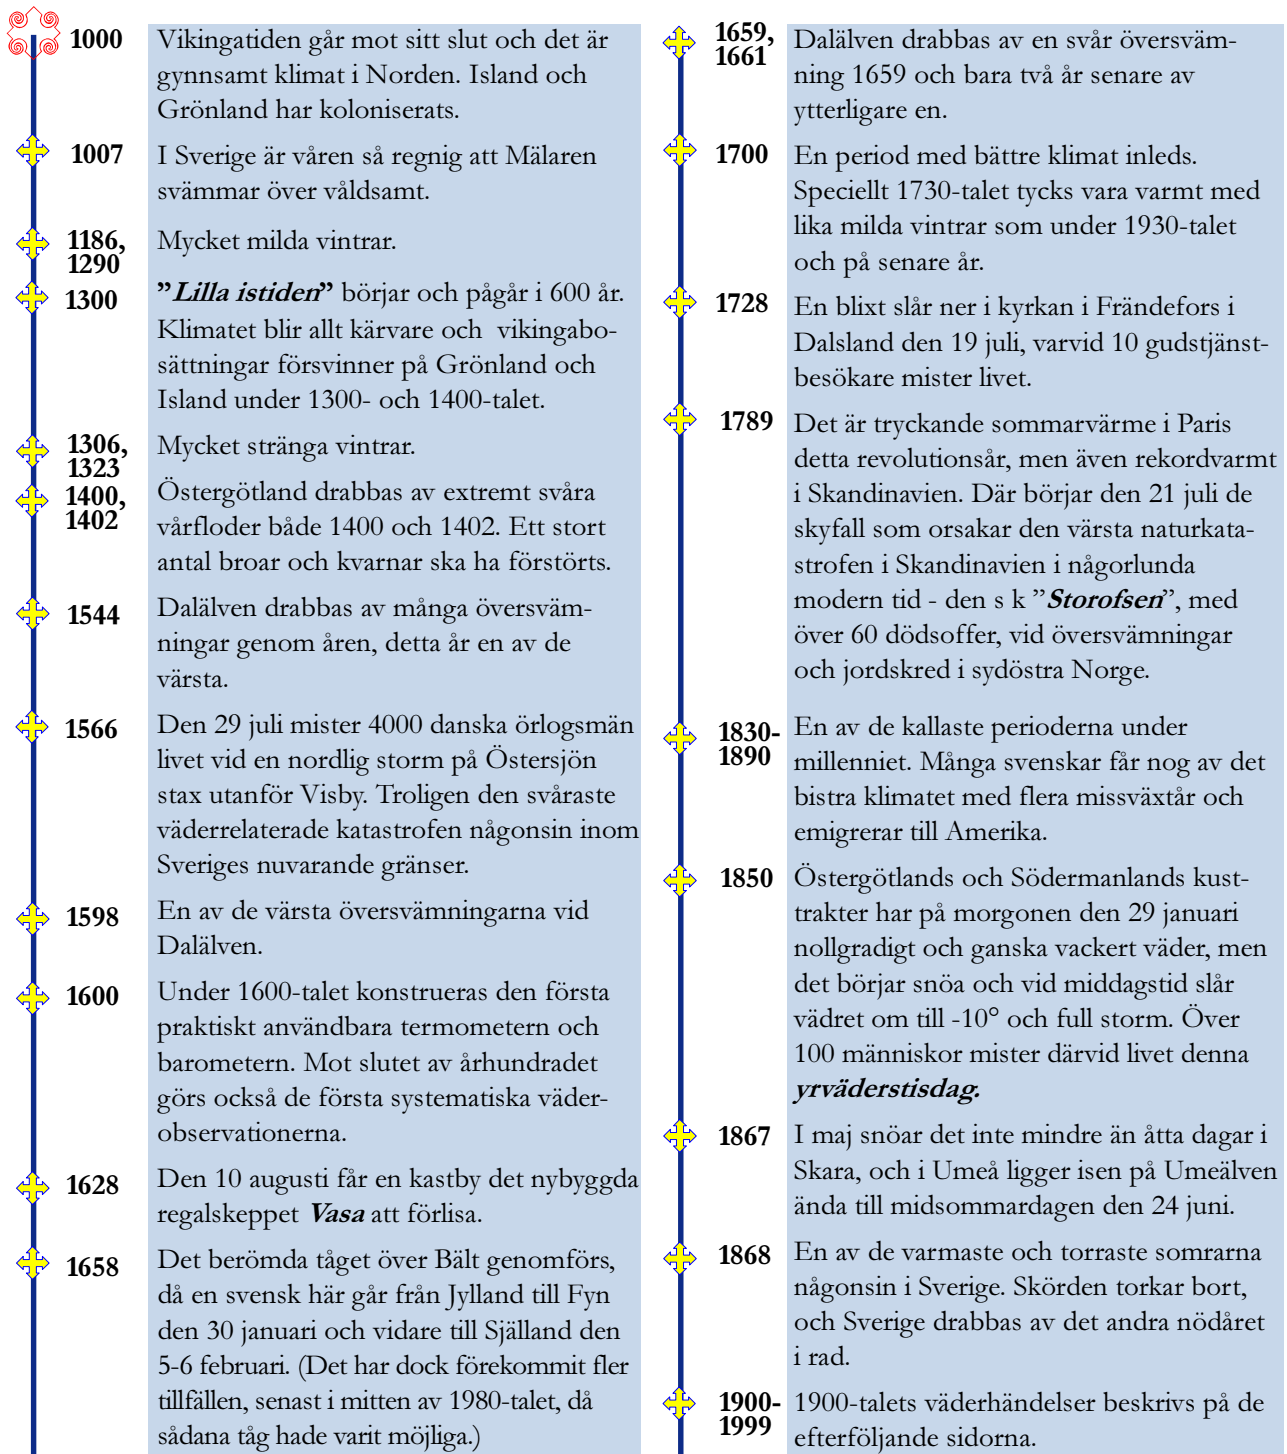 1000 Vikingatiden går mot sitt slut och det är
gynnsamt klimat i Norden. Island och
Grönland har koloniserats.
1007 I Sverige är våren så regnig att Mälaren
svämmar över våldsamt.
1186, Mycket milda vintrar.
1290
1300 ”Lilla istiden” börjar och pågår i 600 år.
Klimatet blir allt kärvare och vikingabo-
sättningar försvinner på Grönland och
Island under 1300- och 1400-talet.
1306, Mycket stränga vintrar.
1323
1400, Östergötland drabbas av extremt svåra
1402 vårfloder både 1400 och 1402. Ett stort
antal broar och kvarnar ska ha förstörts.
1544 Dalälven drabbas av många översväm-
ningar genom åren, detta år en av de
värsta.
1566 Den 29 juli mister 4000 danska örlogsmän
livet vid en nordlig storm på Östersjön
stax utanför Visby. Troligen den svåraste
väderrelaterade katastrofen någonsin inom
Sveriges nuvarande gränser.
1598 En av de värsta översvämningarna vid
Dalälven.
1600 Under 1600-talet konstrueras den första
praktiskt användbara termometern och
barometern. Mot slutet av århundradet
görs också de första systematiska väder-
observationerna.
1628 Den 10 augusti får en kastby det nybyggda
regalskeppet Vasa att förlisa.
1658 Det berömda tåget över Bält genomförs,
då en svensk här går från Jylland till Fyn
den 30 januari och vidare till Själland den
5-6 februari. (Det har dock förekommit fler
tillfällen, senast i mitten av 1980-talet, då
sådana tåg hade varit möjliga.)
1659, Dalälven drabbas av en svår översväm-
1661 ning 1659 och bara två år senare av
ytterligare en.
1700 En period med bättre klimat inleds.
Speciellt 1730-talet tycks vara varmt med
lika milda vintrar som under 1930-talet
och på senare år.
1728 En blixt slår ner i kyrkan i Frändefors i
Dalsland den 19 juli, varvid 10 gudstjänst-
besökare mister livet.
1789 Det är tryckande sommarvärme i Paris
detta revolutionsår, men även rekordvarmt
i Skandinavien. Där börjar den 21 juli de
skyfall som orsakar den värsta naturkata-
strofen i Skandinavien i någorlunda
modern tid - den s k ”Storofsen”, med
över 60 dödsoffer, vid översvämningar
och jordskred i sydöstra Norge.
1830- En av de kallaste perioderna under
1890 millenniet. Många svenskar får nog av det
bistra klimatet med flera missväxtår och
emigrerar till Amerika.
1850 Östergötlands och Södermanlands kust-
trakter har på morgonen den 29 januari
nollgradigt och ganska vackert väder, men
det börjar snöa och vid middagstid slår
vädret om till -10° och full storm. Över
100 människor mister därvid livet denna
yrväderstisdag.
1867 I maj snöar det inte mindre än åtta dagar i
Skara, och i Umeå ligger isen på Umeälven
ända till midsommardagen den 24 juni.
1868 En av de varmaste och torraste somrarna
någonsin i Sverige. Skörden torkar bort,
och Sverige drabbas av det andra nödåret
i rad.
1900- 1900-talets väderhändelser beskrivs på de
1999 efterföljande sidorna.